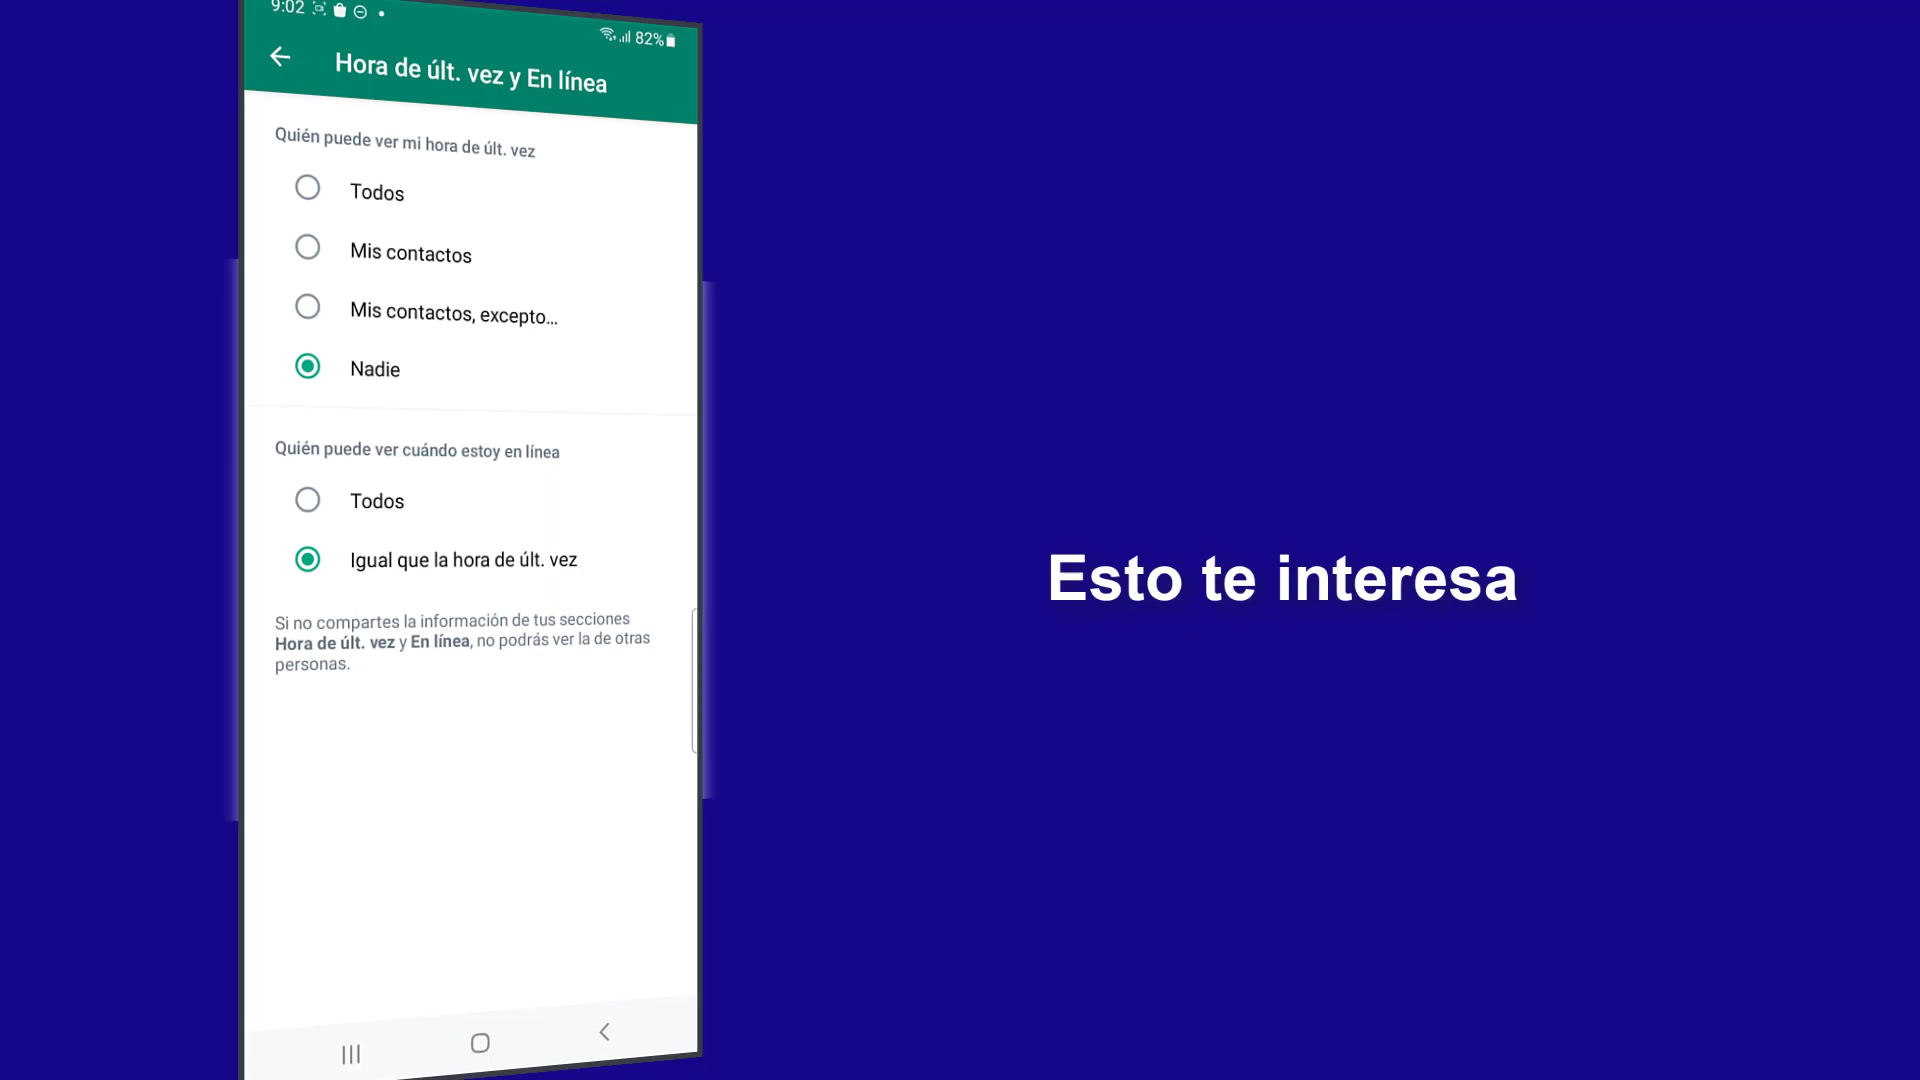 9:02
82%
Hora de últ. vez y En línea
Quién puede ver mi hora de últ. vez
Todos
Mis contactos
Mis contactos, excepto...
Nadie
Quién puede ver cuándo estoy en línea
Todos
Igual que la hora de últ. vez
Si no compartes la información de tus secciones
Hora de últ. vez y En línea, no podrás ver la de otras
personas.
Esto te interesa